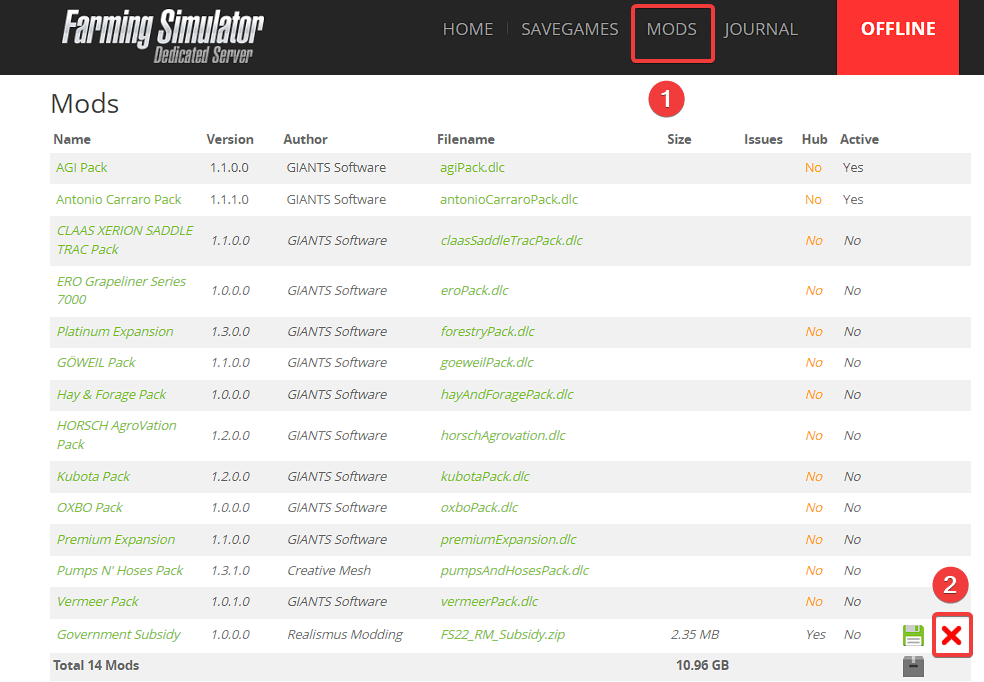 Farming Simulator
Dedicated Server
HOME SAVEGAMES MODS JOURNAL OFFLINE
1
Mods
Name Version Author Filename Size Issues Hub Active
AGI Pack 1.1.0.0 GIANTS Software agiPack.dlc No Yes
Antonio Carraro Pack 1.1.1.0 GIANTS Software antonioCarraroPack.dlc No Yes
CLAAS XERION SADDLE
TRAC Pack 1.1.0.0 GIANTS Software claasSaddleTracPack.dlc No No
ERO Grapeliner Series
7000 1.0.0.0 GIANTS Software eroPack.dlc No No
Platinum Expansion 1.3.0.0 GIANTS Software forestryPack.dlc No No
GÖWEIL Pack 1.1.0.0 GIANTS Software goeweilPack.dlc No No
Hay & Forage Pack 1.0.0.0 GIANTS Software hayAndForagePack.dlc No No
HORSCH AgroVation
Pack 1.2.0.0 GIANTS Software horschAgrovation.dlc No No
Kubota Pack 1.2.0.0 GIANTS Software kubotaPack.dlc No No
OXBO Pack 1.0.0.0 GIANTS Software oxboPack.dlc No No
Premium Expansion 1.1.0.0 GIANTS Software premiumExpansion.dlc No No
Pumps N' Hoses Pack 1.3.1.0 Creative Mesh pumpsAndHosesPack.dlc No No
2
Vermeer Pack 1.0.1.0 GIANTS Software vermeerPack.dlc No No
Government Subsidy 1.0.0.0 Realismus Modding FS22_RM_Subsidy.zip 2.35 MB Yes No
Total 14 Mods 10.96 GB